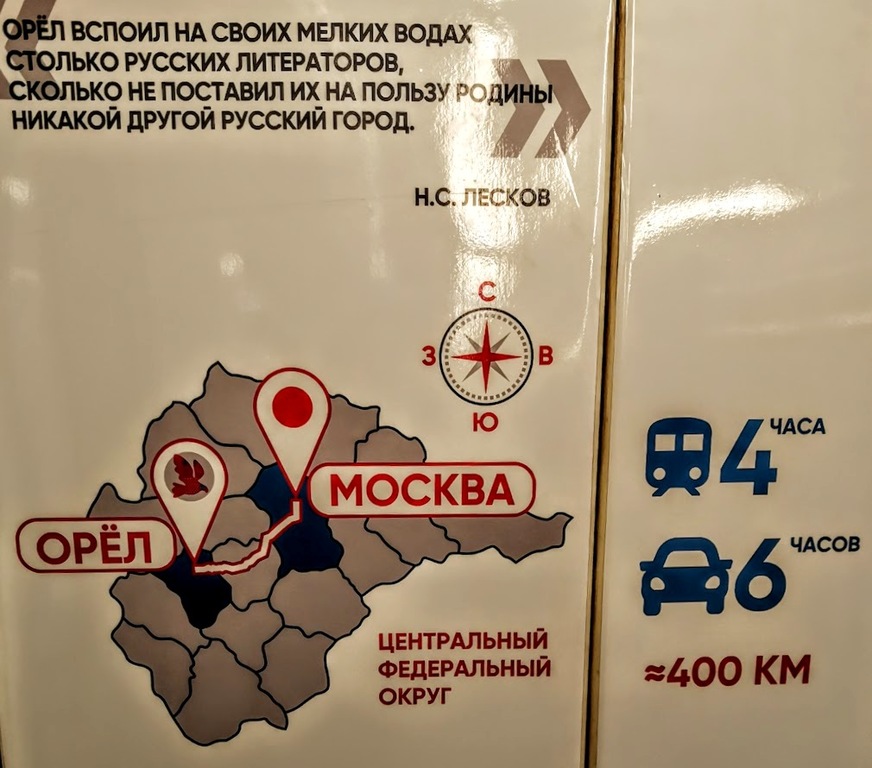 ОРЁЛ ВСПОИЛ НА СВОИХ МЕЛКИХ ВОДАХ
СТОЛЬКО РУССКИХ ЛИТЕРАТОРОВ,
СКОЛЬКО НЕ ПОСТАВИЛ ИХ НА ПОЛЬЗУ РОДИНЫ
НИКАКОЙ ДРУГОЙ РУССКИЙ ГОРОД.
Н.С. ЛЕСКОВ
С
З
В
Ю
МОСКВА
ОРЁЛ
ЦЕНТРАЛЬНЫЙ
ФЕДЕРАЛЬНЫЙ
ОКРУГ
4 ЧАСА
6 ЧАСОВ
≈400 КМ